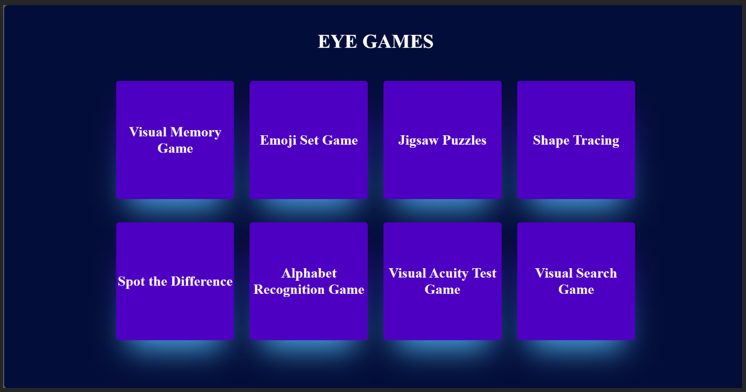 EYE GAMES
Visual Memory
Game
Emoji Set Game
Jigsaw Puzzles
Shape Tracing
Spot the Difference
Alphabet
Recognition Game
Visual Acuity Test
Game
Visual Search
Game